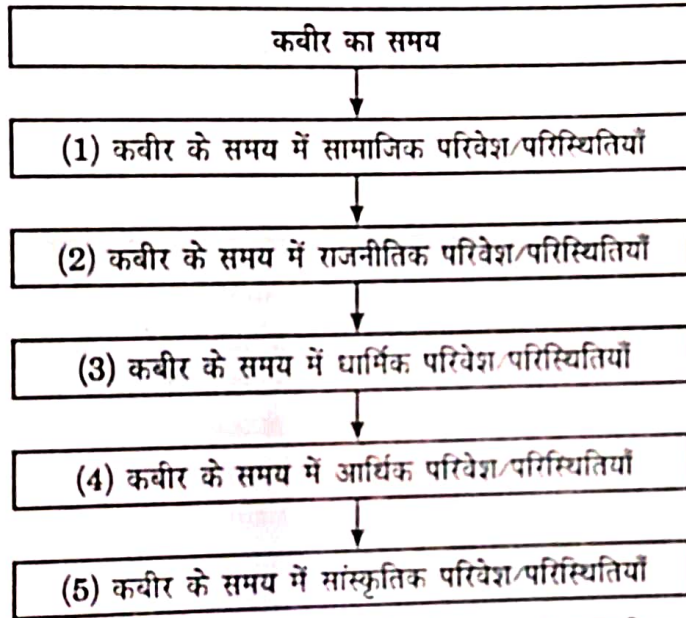 कबीर का समय
(1) कबीर के समय में सामाजिक परिवेश/परिस्थितियाँ
(2) कबीर के समय में राजनीतिक परिवेश/परिस्थितियाँ
(3) कबीर के समय में धार्मिक परिवेश/परिस्थितियाँ
(4) कबीर के समय में आर्थिक परिवेश/परिस्थितियाँ
(5) कबीर के समय में सांस्कृतिक परिवेश/परिस्थितियाँ